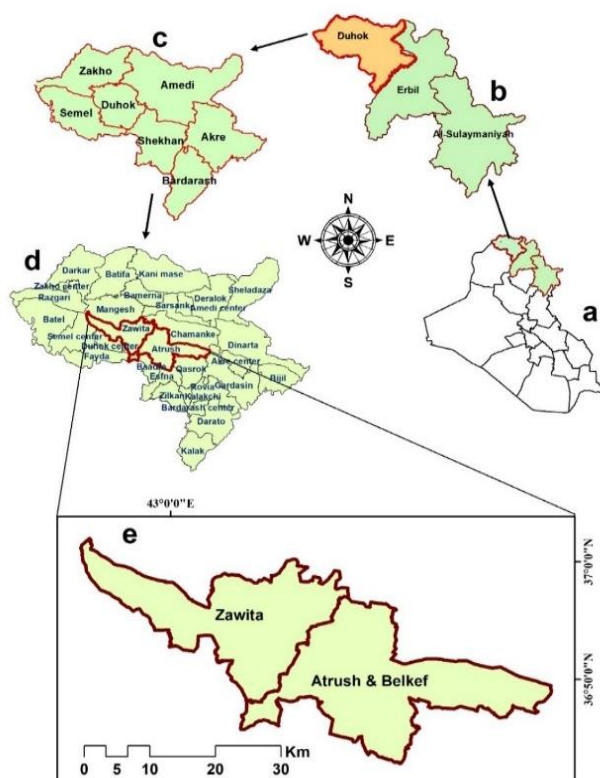 c
Zakho
Amedi
Semel
Duhok
Shekhan
Akre
Bardarash
Duhok
Erbil
b
Al-Sulaymaniyah
N
W
E
S
a
d
Darkar
Batifa
Kani mase
Sheladaza
Zakho center
Razgari
Bamerna
Deralok
Sarsank
Amedi center
Mangesh
Batel
Zawita
Chamanke
Semel center
Duhok center
Atrush
Dinarta
Fayda
Akre center
Baadre
Qasrok
Esfna
Bijil
Rovia
Gerdasin
Zilkan
Kalakchi
Bardarash center
Darato
Kalak
43°0'0"E
e
37°0'0"N
Zawita
Atrush & Belkef
36°50'0"N
Km
0 5 10 20 30